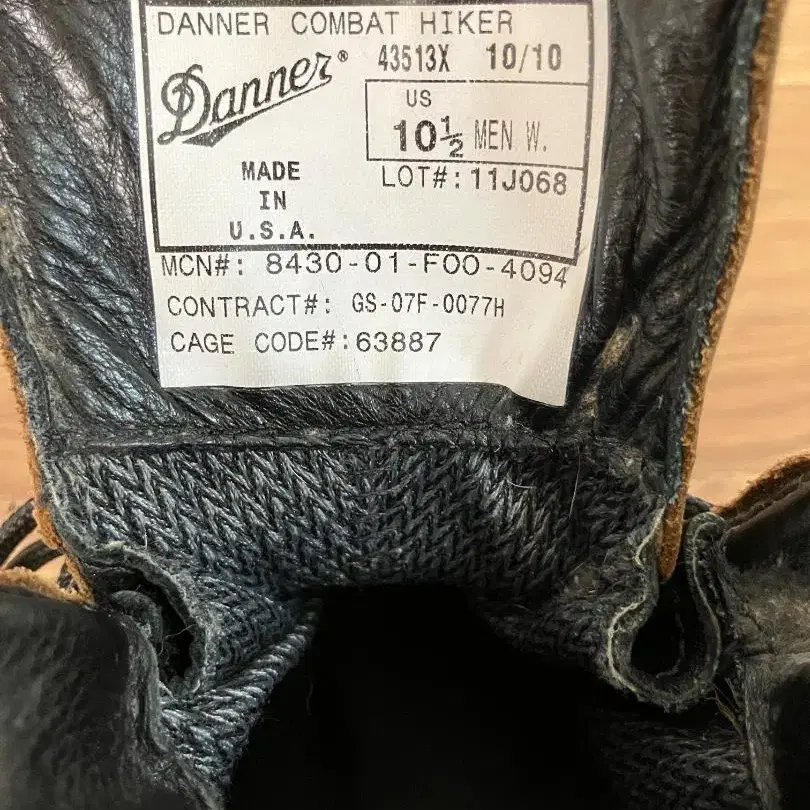 DANNER COMBAT HIKER
Danner® 43513X 10/10
US
10½ MEN W.
MADE
IN
U.S.A.
LOT#: 11J068
MCN#: 8430-01-F00-4094
CONTRACT#: GS-07F-0077H
CAGE CODE#: 63887